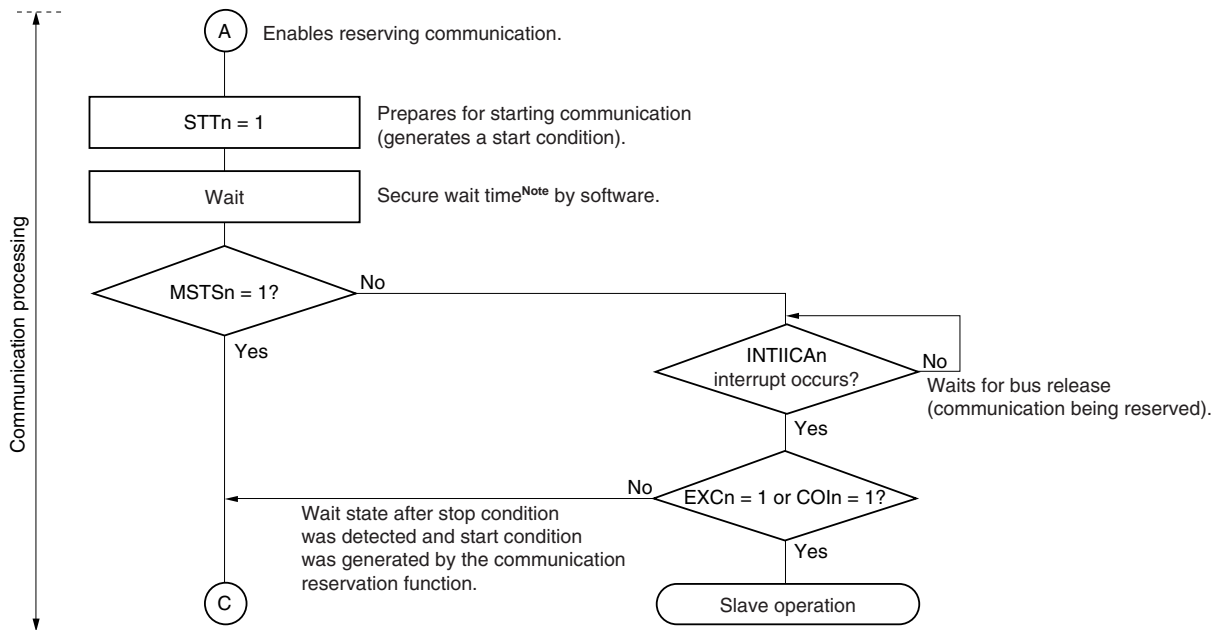 A
Enables reserving communication.
STTn = 1
Prepares for starting communication
(generates a start condition).
Wait
Secure wait timeNote by software.
Communication processing
MSTSn = 1?
No
Yes
INTIICAn
interrupt occurs?
No
Waits for bus release
(communication being reserved).
Yes
EXCn = 1 or COIn = 1?
No
Wait state after stop condition
was detected and start condition
was generated by the communication
reservation function.
Yes
C
Slave operation